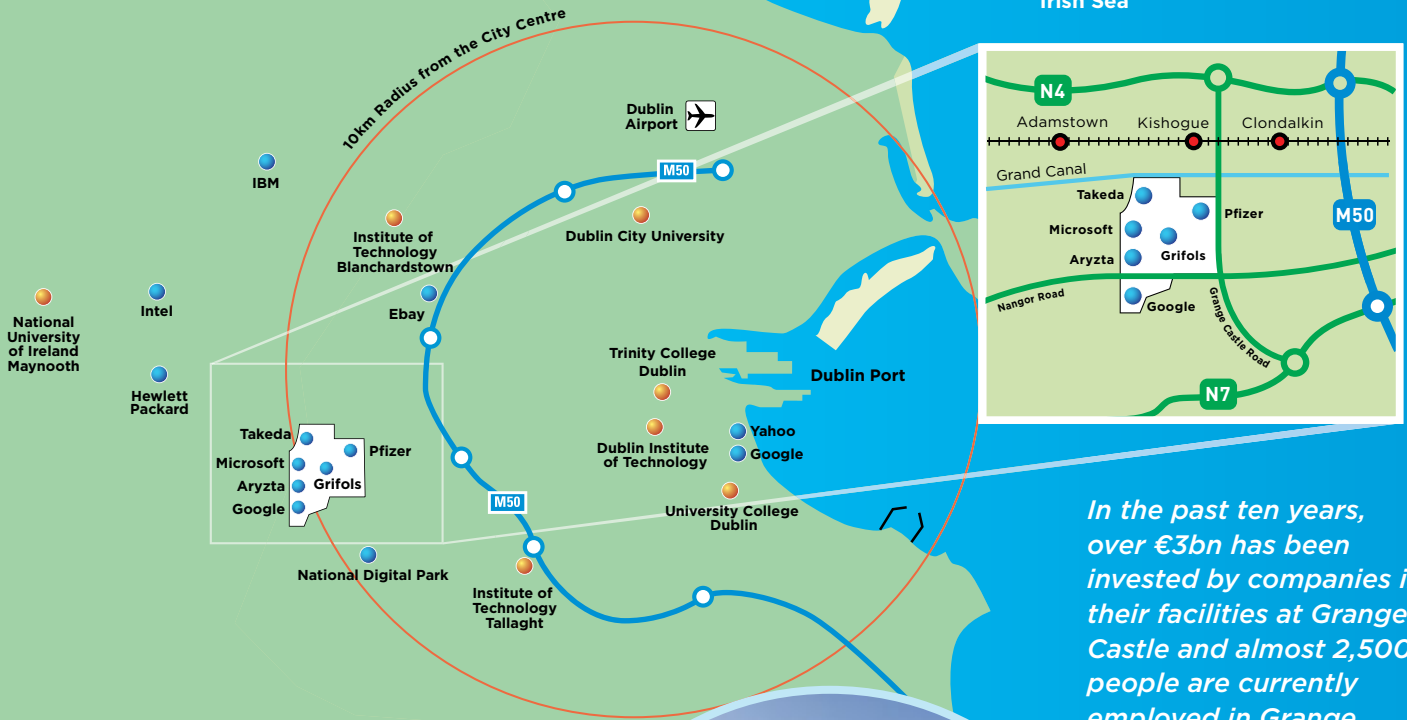 Irish Sea
10km Radius from the City Centre
Dublin
Airport
M50
IBM
Institute of
Technology
Blanchardstown
Dublin City University
Ebay
National
University
of Ireland
Maynooth
Intel
Hewlett
Packard
Trinity College
Dublin
Dublin Port
Dublin Institute
of Technology
Yahoo
Google
University College
Dublin
Takeda
Pfizer
Microsoft
Grifols
Aryzta
Google
M50
National Digital Park
Institute of
Technology
Tallaght
N4
Adamstown
Kishogue
Clondalkin
Grand Canal
Takeda
Pfizer
M50
Microsoft
Grifols
Aryzta
Nangor Road
Google
Grange Castle Road
N7
In the past ten years,
over €3bn has been
invested by companies i
their facilities at Grange
Castle and almost 2,500
people are currently
employed in Grange